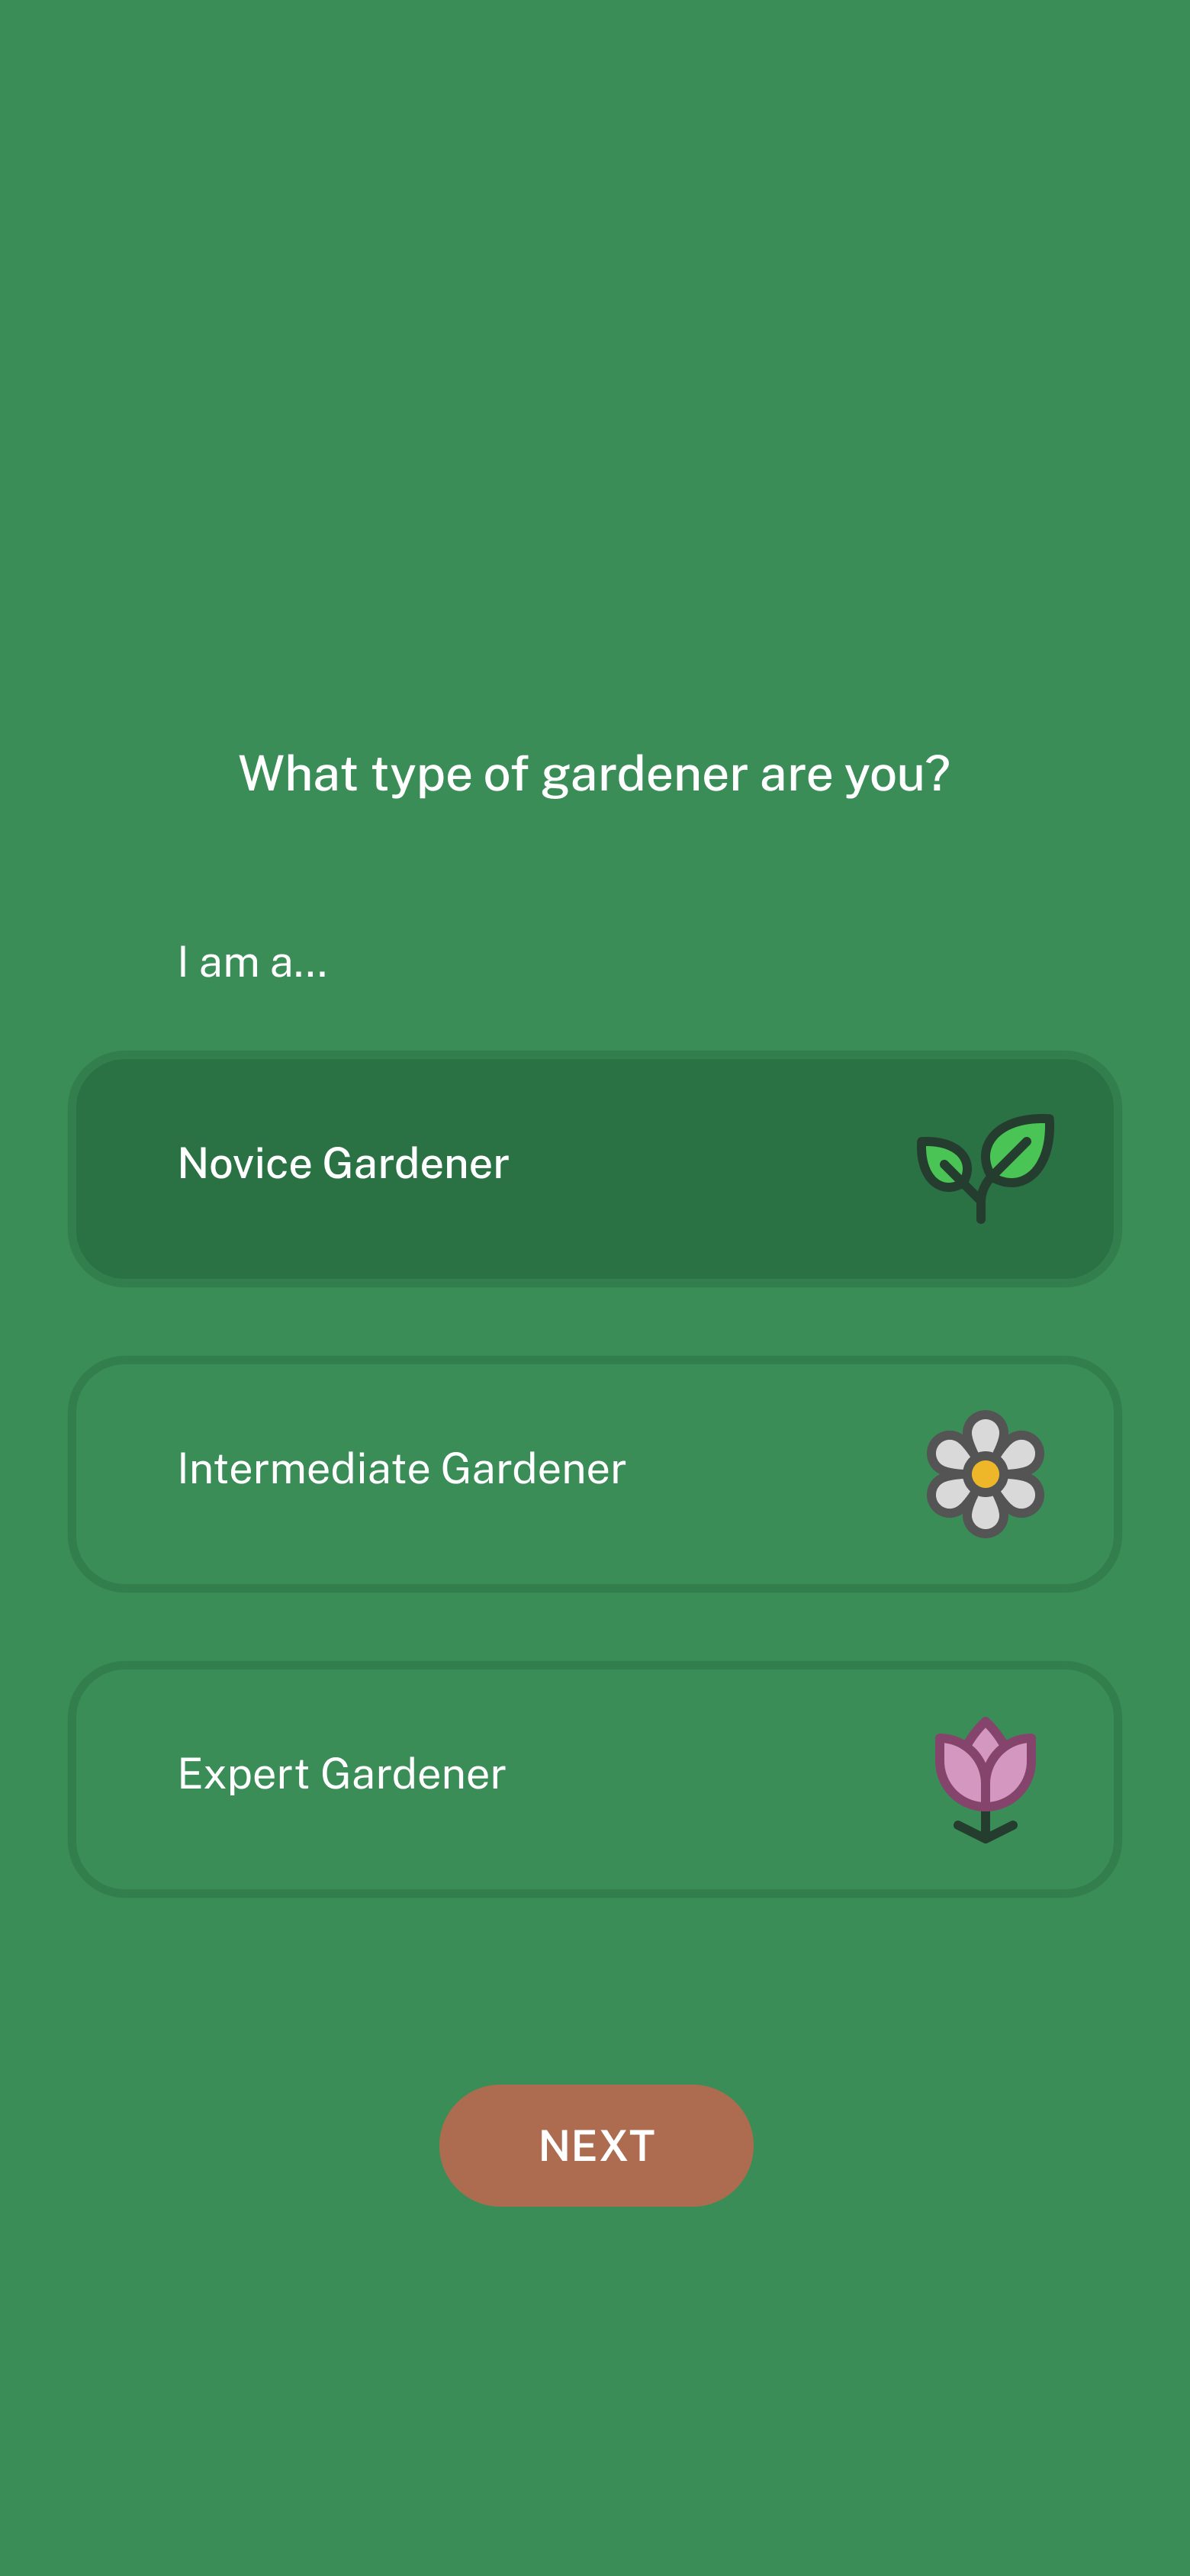 What type of gardener are you?
I am a...
Novice Gardener
Intermediate Gardener
Expert Gardener
NEXT